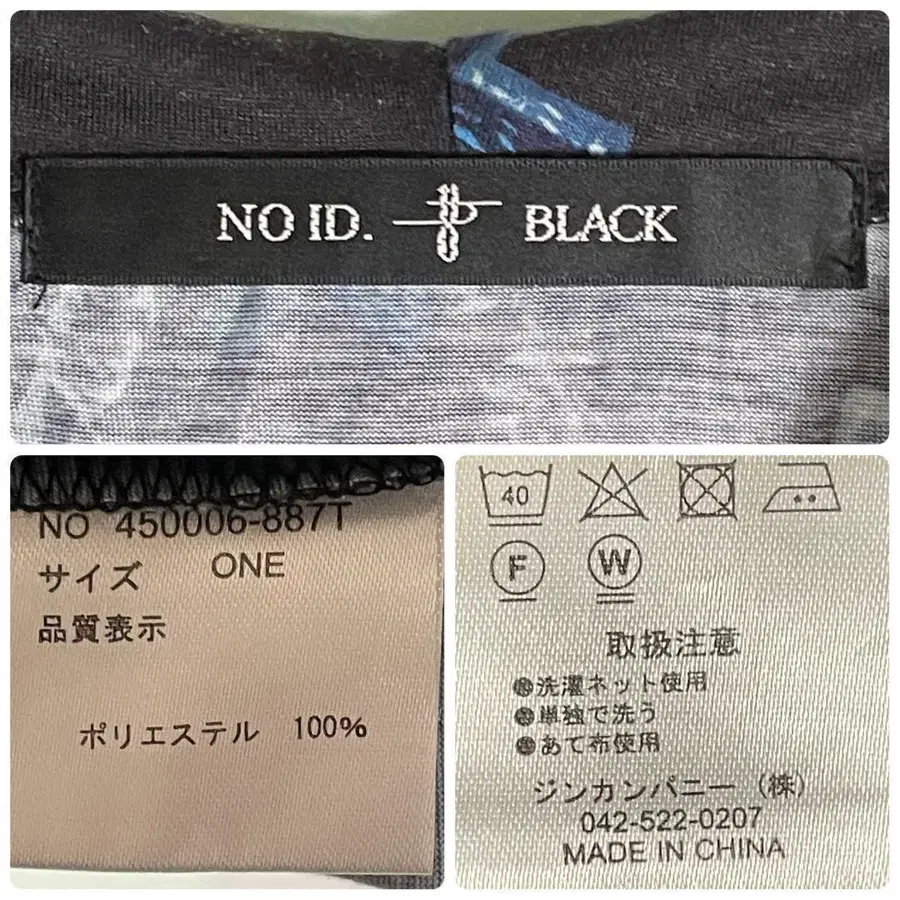 NO ID. BLACK
NO 450006-887T
サイズ ONE
品質表示
ポリエステル 100%
40
F W
取扱注意
●洗濯ネット使用
●単独で洗う
●あて布使用
ジンカンパニー (株)
042-522-0207
MADE IN CHINA